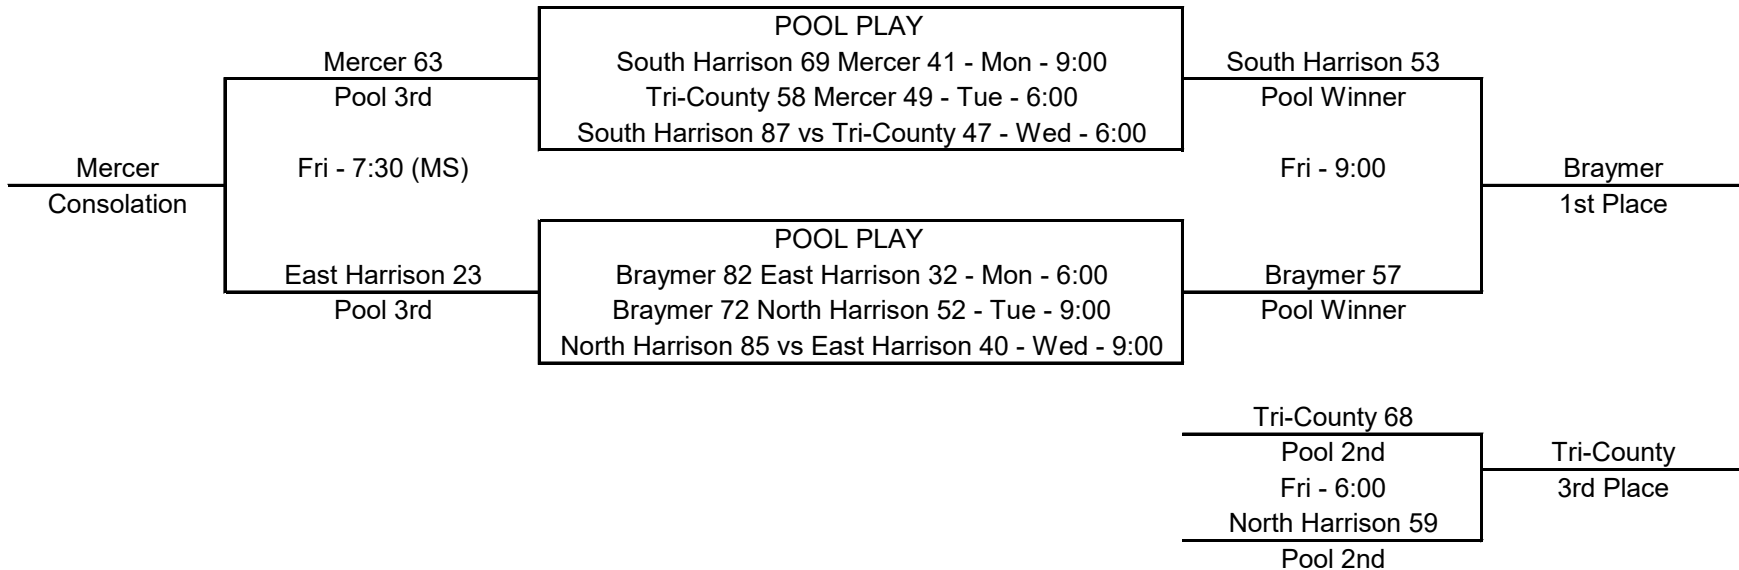 POOL PLAY
Mercer 63
South Harrison 69 Mercer 41 - Mon - 9:00
South Harrison 53
Pool 3rd
Tri-County 58 Mercer 49 - Tue - 6:00
Pool Winner
South Harrison 87 vs Tri-County 47 - Wed - 6:00
Mercer
Fri - 7:30 (MS)
Fri - 9:00
Braymer
Consolation
1st Place
POOL PLAY
East Harrison 23
Braymer 82 East Harrison 32 - Mon - 6:00
Braymer 57
Pool 3rd
Braymer 72 North Harrison 52 - Tue - 9:00
Pool Winner
North Harrison 85 vs East Harrison 40 - Wed - 9:00
Tri-County 68
Pool 2nd
Tri-County
Fri - 6:00
3rd Place
North Harrison 59
Pool 2nd